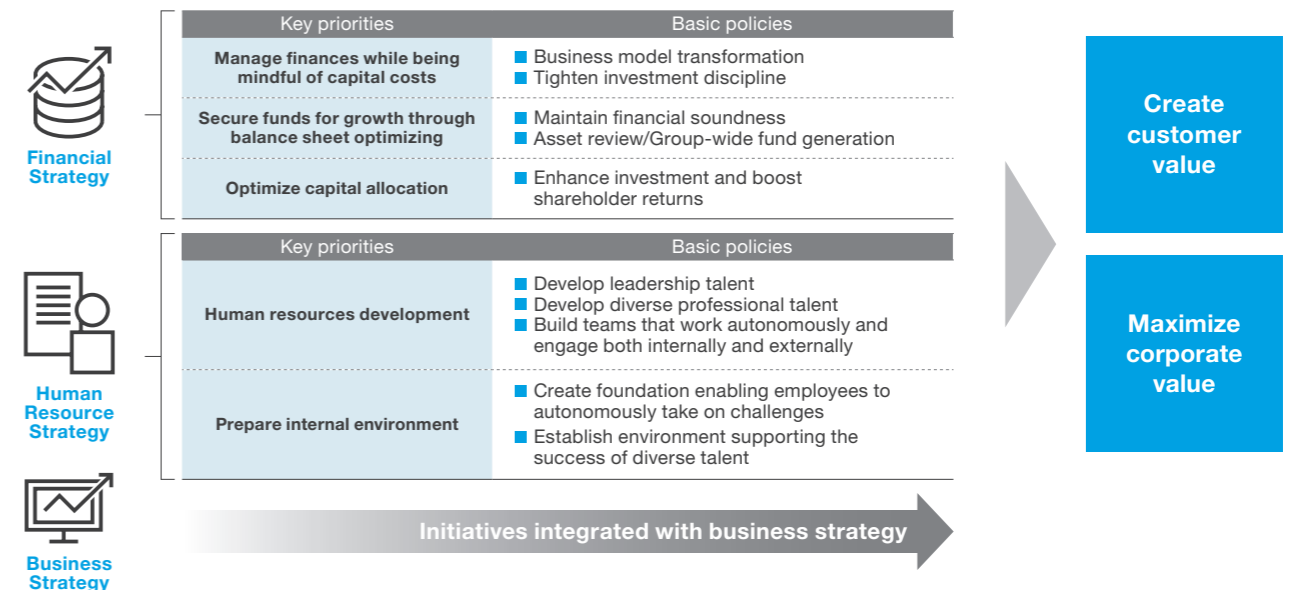 Key priorities
Basic policies
Financial
Strategy
Manage finances while being
mindful of capital costs
Business model transformation
Tighten investment discipline
Secure funds for growth through
balance sheet optimizing
Maintain financial soundness
Asset review/Group-wide fund generation
Optimize capital allocation
Enhance investment and boost
shareholder returns
Key priorities
Basic policies
Human
Resource
Strategy
Human resources development
Develop leadership talent
Develop diverse professional talent
Build teams that work autonomously and
engage both internally and externally
Prepare internal environment
Create foundation enabling employees to
autonomously take on challenges
Establish environment supporting the
success of diverse talent
Business
Strategy
Initiatives integrated with business strategy
Create
customer
value
Maximize
corporate
value